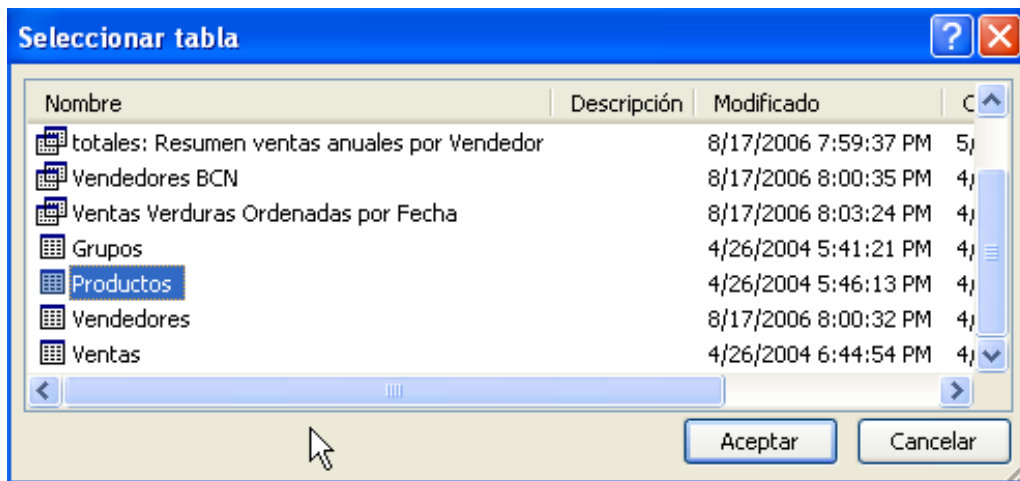 Seleccionar tabla
Nombre Descripción Modificado
totales: Resumen ventas anuales por Vendedor 8/17/2006 7:59:37 PM
Vendedores BCN 8/17/2006 8:00:35 PM
Ventas Verduras Ordenadas por Fecha 8/17/2006 8:03:24 PM
Grupos 4/26/2004 5:41:21 PM
Productos 4/26/2004 5:46:13 PM
Vendedores 8/17/2006 8:00:32 PM
Ventas 4/26/2004 6:44:54 PM
Aceptar Cancelar